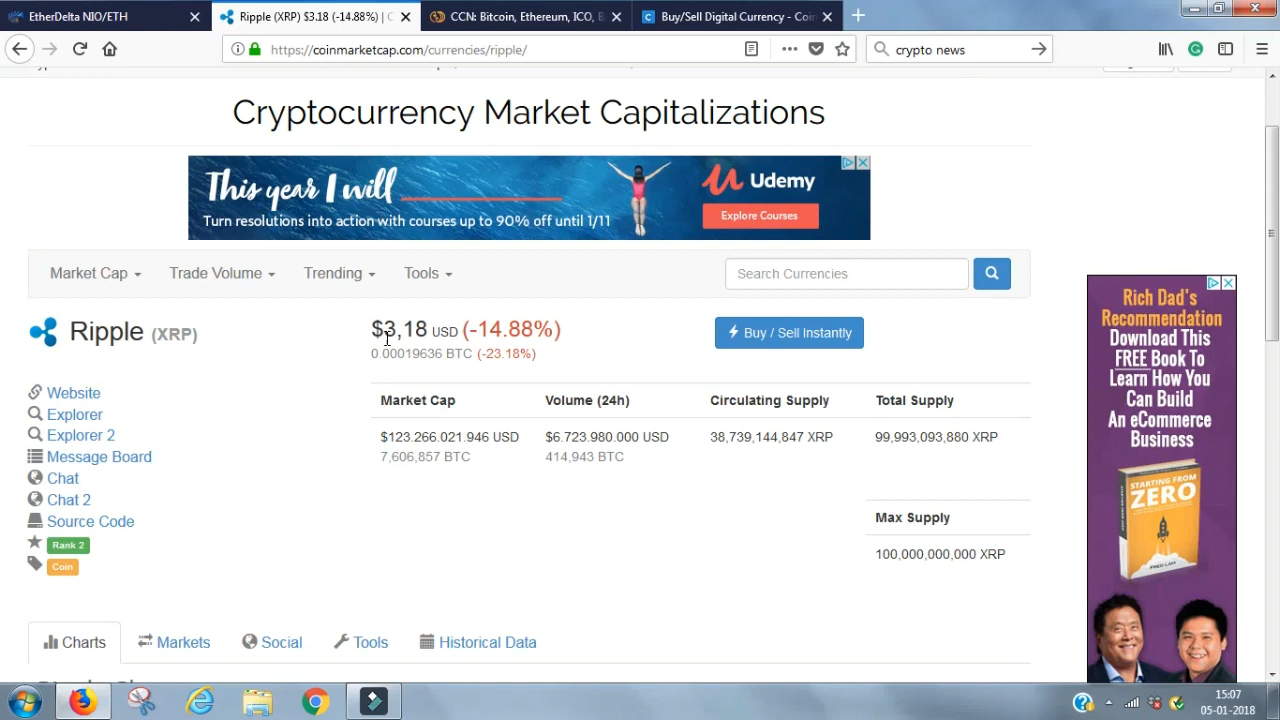 EtherDelta NIO/ETH
Ripple (XRP) $3.18 (-14.88%) | C
CCN: Bitcoin, Ethereum, ICO, B
Buy/Sell Digital Currency - Coin
https://coinmarketcap.com/currencies/ripple/
crypto news
Cryptocurrency Market Capitalizations
This year I will
Turn resolutions into action with courses up to 90% off until 1/11
Udemy
Explore Courses
Market Cap
Trade Volume
Trending
Tools
Search Currencies
Ripple (XRP)
$3,18 USD (-14.88%)
0.00019636 BTC (-23.18%)
Buy / Sell Instantly
Website
Explorer
Explorer 2
Message Board
Chat
Chat 2
Source Code
Rank 2
Coin
Market Cap Volume (24h) Circulating Supply Total Supply
$123.266.021.946 USD $6.723.980.000 USD 38,739,144,847 XRP 99,993,093,880 XRP
7,606,857 BTC 414,943 BTC
Max Supply
100,000,000,000 XRP
Charts
Markets
Social
Tools
Historical Data
Rich Dad's
Recommendation
Download This
FREE Book To
Learn How You
Can Build
An eCommerce
Business
STARTING FROM
ZERO
FRED LAM
15:07
05-01-2018